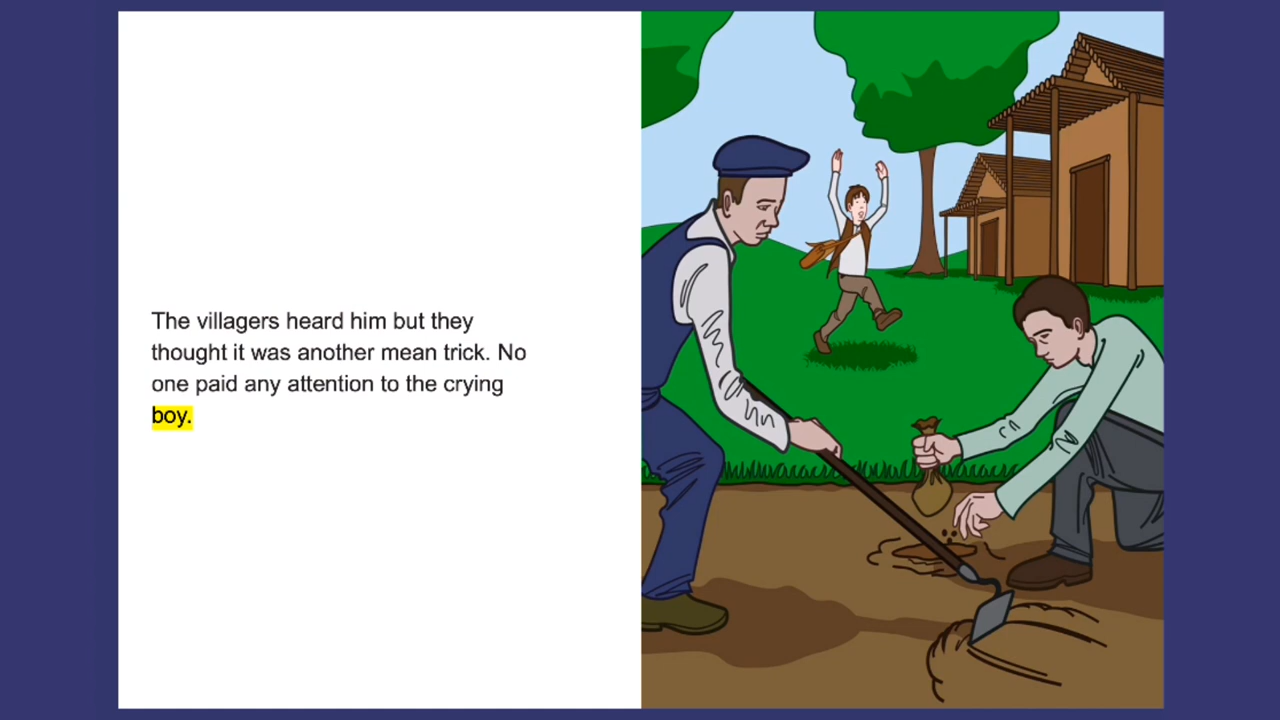 The villagers heard him but they
thought it was another mean trick. No
one paid any attention to the crying
boy.